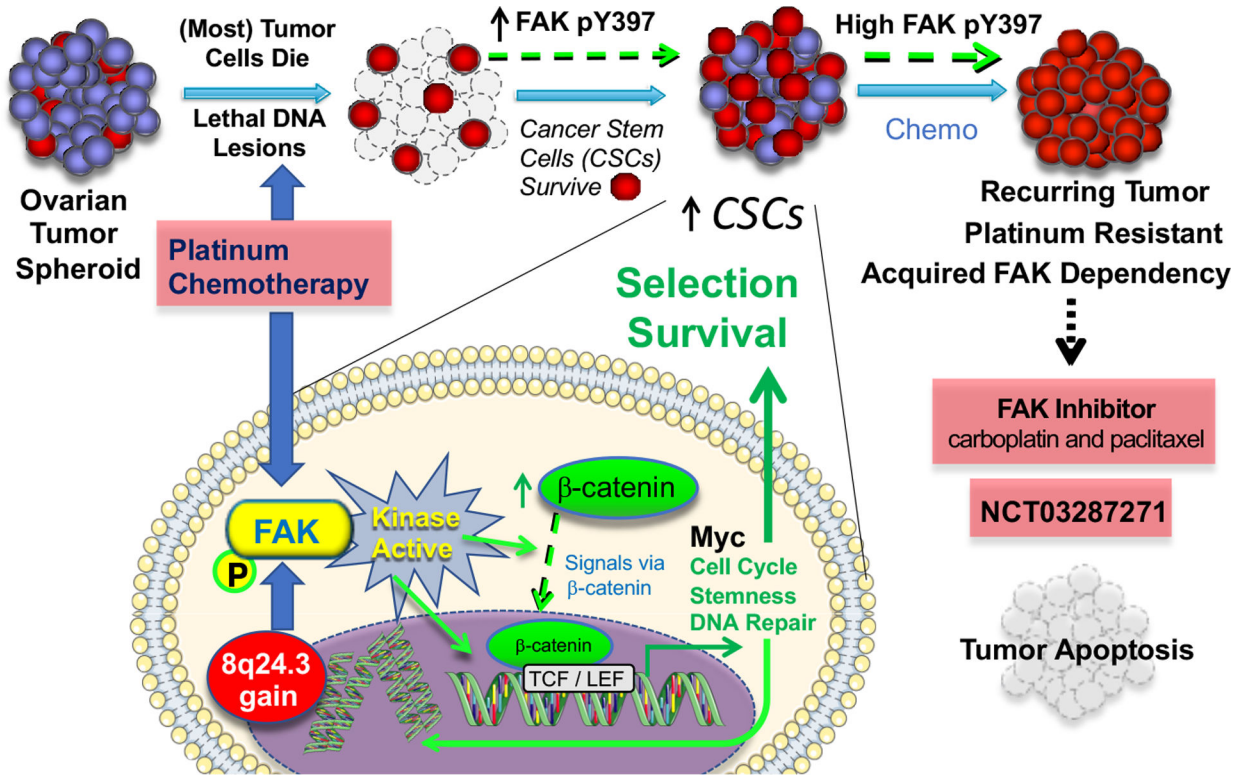 (Most) Tumor
Cells Die
Lethal DNA
Lesions
↑ FAK pY397
High FAK pY397
Cancer Stem
Cells (CSCs)
Survive
Chemo
Ovarian
Tumor
Spheroid
Platinum
Chemotherapy
↑ CSCs
Recurring Tumor
Platinum Resistant
Acquired FAK Dependency
Selection
Survival
FAK Inhibitor
carboplatin and paclitaxel
NCT03287271
Tumor Apoptosis
FAK
P
Kinase
Active
↑ β-catenin
Signals via
β-catenin
Myc
Cell Cycle
Stemness
DNA Repair
8q24.3
gain
β-catenin
TCF / LEF